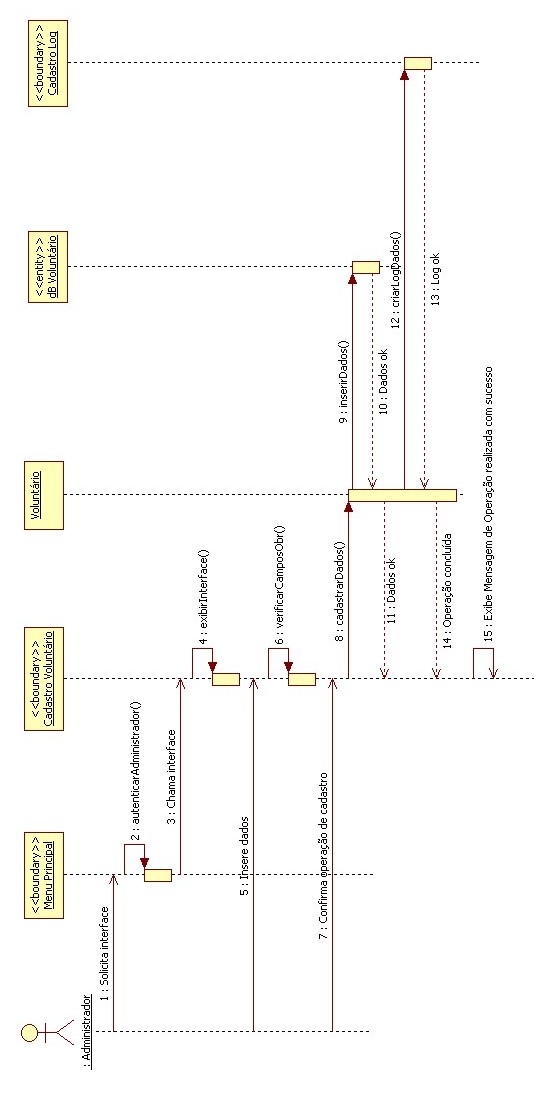 : Administrador
<<boundary>>
Menu Principal
<<boundary>>
Cadastro Voluntário
Voluntário
<<entity>>
dB Voluntário
<<boundary>>
Cadastro Log
1 : Solicita interface
2 : autenticarAdministrador()
3 : Chama interface
4 : exibirInterface()
5 : Insere dados
6 : verificarCamposObr()
7 : Confirma operação de cadastro
8 : cadastrarDados()
9 : inserirDados()
10 : Dados ok
11 : Dados ok
12 : criarLogDados()
13 : Log ok
14 : Operação concluída
15 : Exibe Mensagem de Operação realizada com sucesso